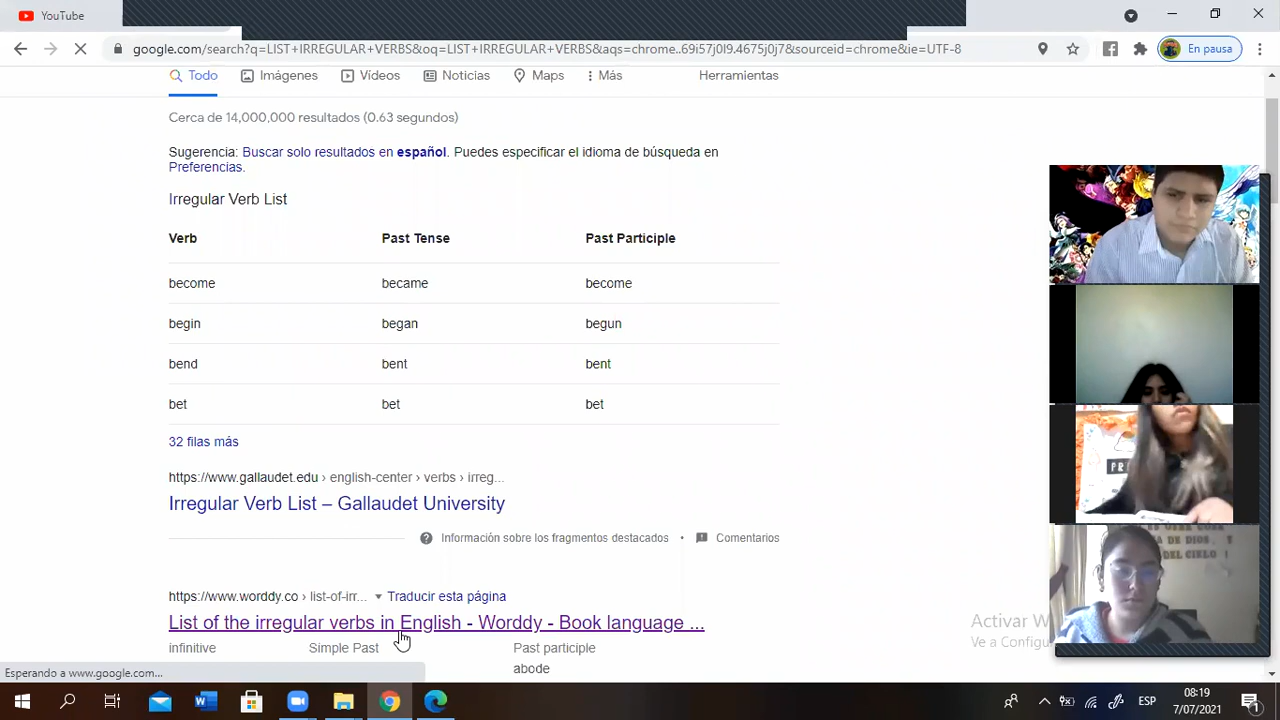 YouTube
google.com/search?q=LIST+IRREGULAR+VERBS&oq=LIST+IRREGULAR+VERBS&aqs=chrome..69i57j0l9.4675j0j7&sourceid=chrome&ie=UTF-8
En pausa
Todo Imágenes Vídeos Noticias Maps Más Herramientas
Cerca de 14,000,000 resultados (0.63 segundos)
Sugerencia: Buscar solo resultados en español. Puedes especificar el idioma de búsqueda en
Preferencias.
Irregular Verb List
Verb Past Tense Past Participle
become became become
begin began begun
bend bent bent
bet bet bet
32 filas más
https://www.gallaudet.edu › english-center › verbs › irreg...
Irregular Verb List – Gallaudet University
Información sobre los fragmentos destacados • Comentarios
https://www.worddy.co › list-of-irr... Traducir esta página
List of the irregular verbs in English - Worddy - Book language ...
infinitive Simple Past Past participle
abode
Esperando a www.google.com...
Activar W
Ve a Configu
DE DIOS, Y
DEL CIELO !
ESP
08:19
7/07/2021
1